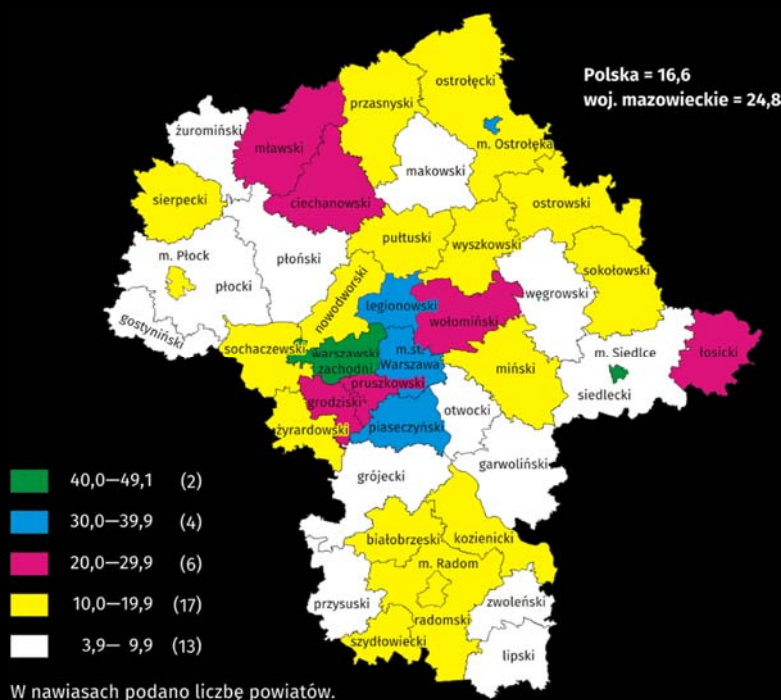 Polska = 16,6
woj. mazowieckie = 24,8
ostrołęcki
przasnyski
żuromiński
mławski
m. Ostrołęka
makowski
ciechanowski
sierpecki
ostrowski
pułtuski
wyszkowski
m. Płock
płoński
sokołowski
płocki
nowodworski
węgrowski
legionowski
gostyniński
wołomiński
sochaczewski
warszawski
zachodni
m.st.
Warszawa
m. Siedlce
łosicki
miński
pruszkowski
siedlecki
grodziski
otwocki
żyrardowski
piaseczyński
garwoliński
grójecki
40,0—49,1 (2)
30,0—39,9 (4)
20,0—29,9 (6)
10,0—19,9 (17)
3,9— 9,9 (13)
białobrzeski
kozienicki
m. Radom
przysuski
zwoleński
radomski
szydłowiecki
lipski
W nawiasach podano liczbę powiatów.